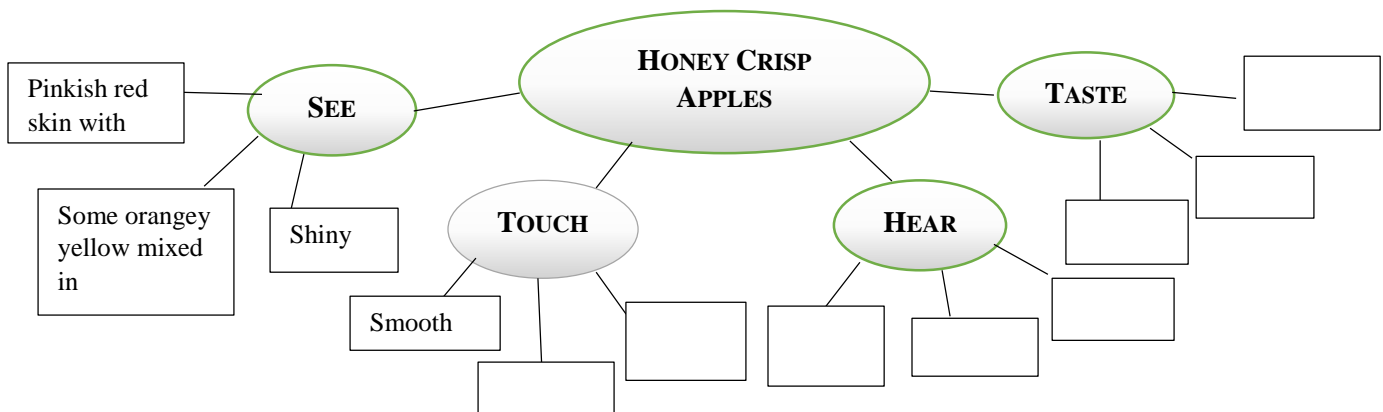 HONEY CRISP
APPLES
SEE
Pinkish red
skin with
Some orangey
yellow mixed
in
Shiny
TOUCH
Smooth
HEAR
TASTE